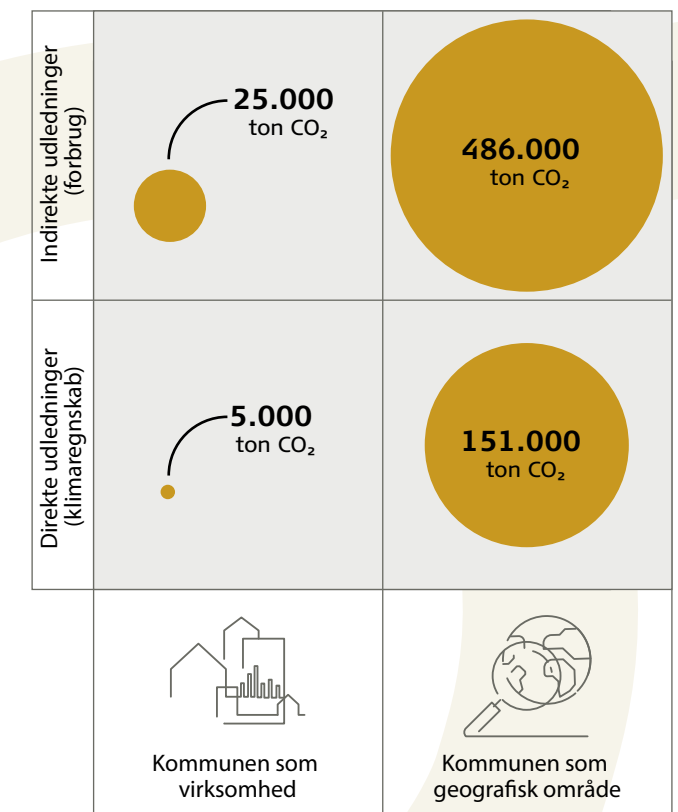 Indirekte udledninger
(forbrug)
25.000
ton CO₂
486.000
ton CO₂
Direkte udledninger
(klimaregnskab)
5.000
ton CO₂
151.000
ton CO₂
Kommunen som
virksomhed
Kommunen som
geografisk område